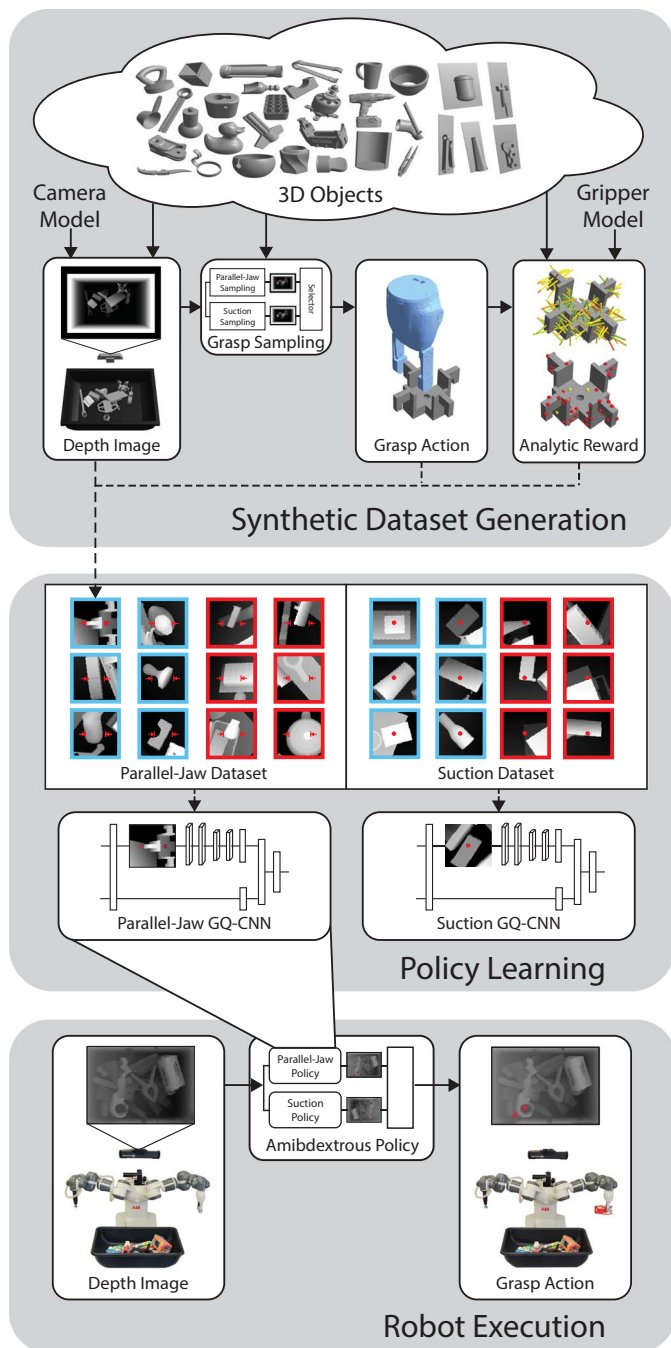 3D Objects
Camera
Model
Gripper
Model
Parallel-Jaw
Sampling
Suction
Sampling
Selector
Depth Image
Grasp Sampling
Grasp Action
Analytic Reward
Synthetic Dataset Generation
Parallel-Jaw Dataset
Suction Dataset
Parallel-Jaw GQ-CNN
Suction GQ-CNN
Policy Learning
Parallel-Jaw
Policy
Suction
Policy
Amibdextrous Policy
ABB
ABB
Depth Image
Grasp Action
Robot Execution